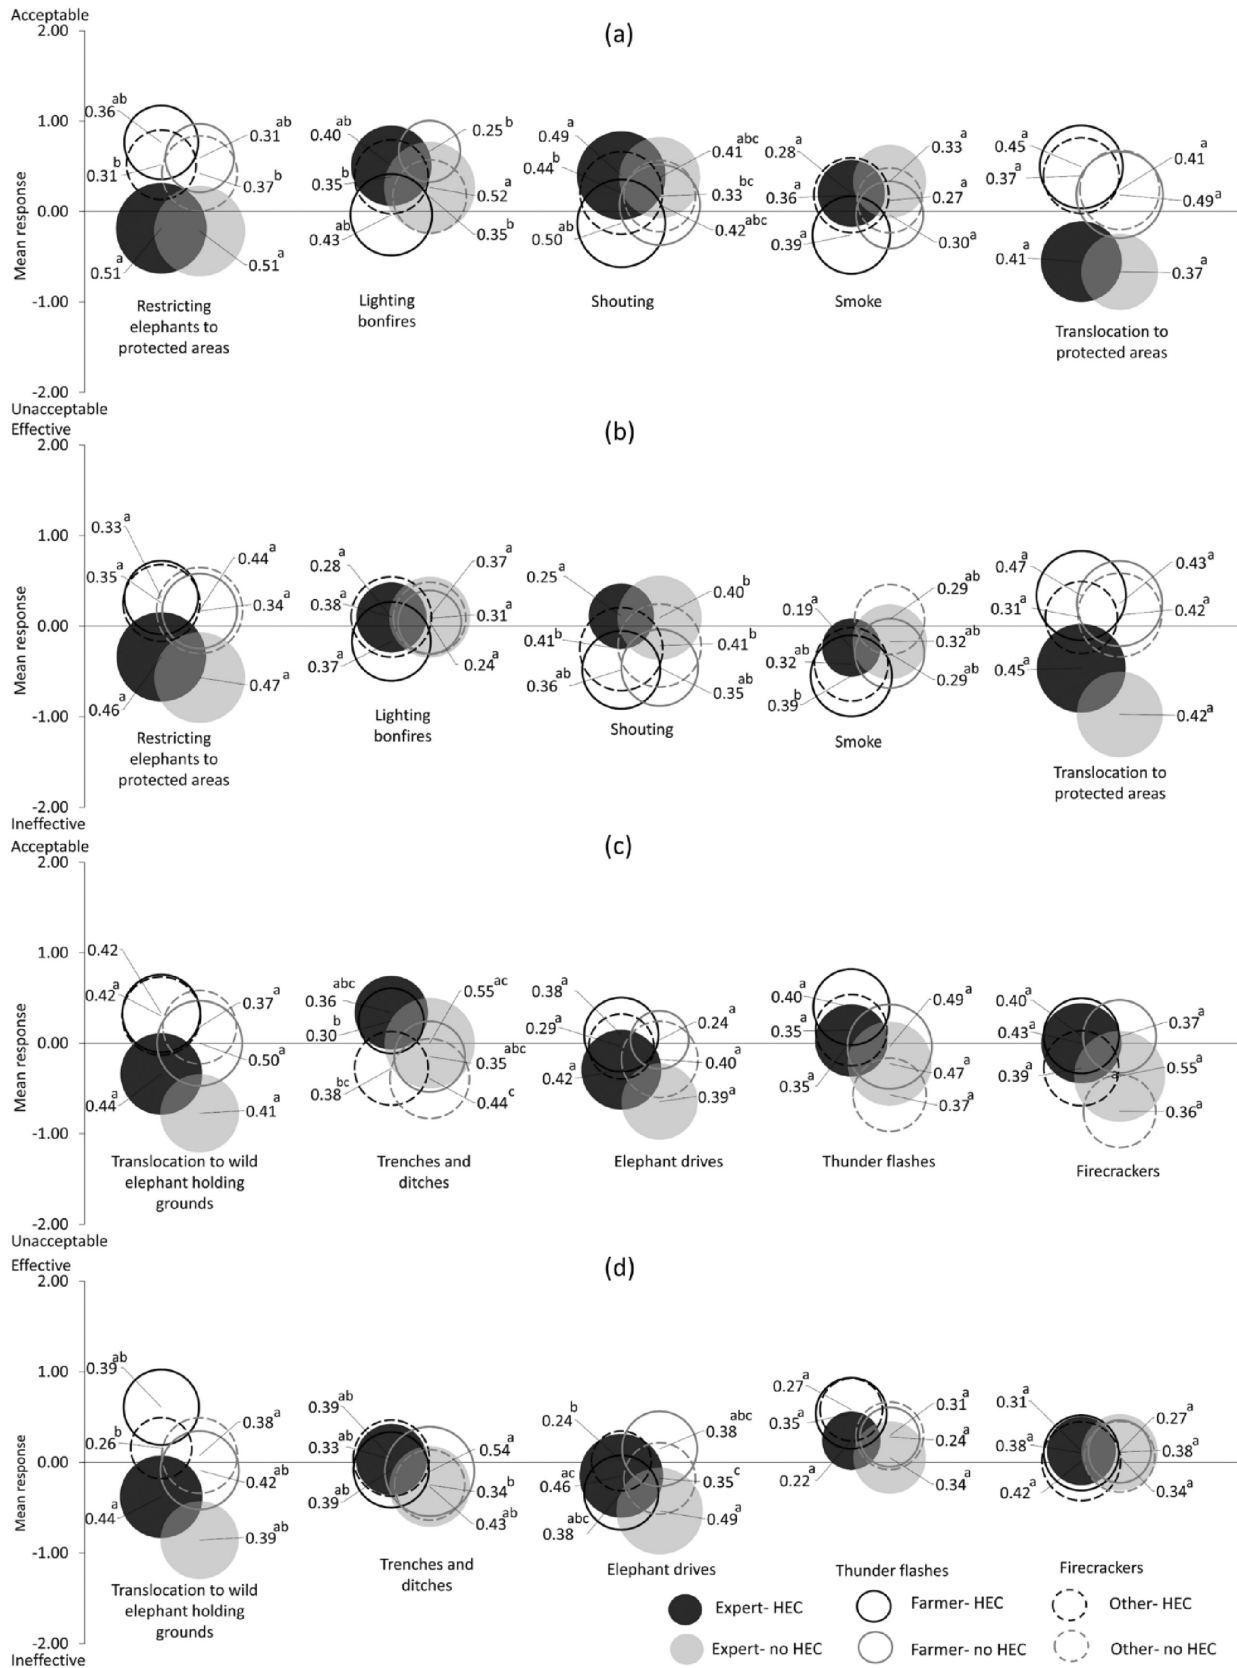 Acceptable
(a)
2.00
1.00
0.00
-1.00
-2.00
Mean response
0.36ab
0.31ab
0.31b
0.37b
0.51a
0.51a
Restricting
elephants to
protected areas
0.40ab
0.25b
0.35b
0.52a
0.43ab
0.35b
Lighting
bonfires
0.49a
0.41abc
0.44b
0.33bc
0.50ab
0.42abc
Shouting
0.28a
0.33a
0.36a
0.27a
0.39a
0.30a
Smoke
0.45a
0.41a
0.37a
0.49a
0.41a
0.37a
Translocation to
protected areas
Unacceptable
Effective
(b)
2.00
1.00
0.00
-1.00
-2.00
Mean response
0.33a
0.44a
0.35a
0.34a
0.46a
0.47a
Restricting
elephants to
protected areas
0.28a
0.37a
0.38a
0.31a
0.37a
0.24a
Lighting
bonfires
0.25a
0.40b
0.41b
0.41b
0.36ab
0.35ab
Shouting
0.19a
0.29ab
0.32ab
0.32ab
0.39b
0.29ab
Smoke
0.47a
0.43a
0.31a
0.42a
0.45a
0.42a
Translocation to
protected areas
Ineffective
Acceptable
(c)
2.00
1.00
0.00
-1.00
-2.00
Mean response
0.42
0.37a
0.42a
0.50a
0.44a
0.41a
Translocation to wild
elephant holding
grounds
0.36abc
0.55ac
0.30b
0.35abc
0.38bc
0.44c
Trenches and
ditches
0.38a
0.24a
0.29a
0.40a
0.42a
0.39a
Elephant drives
0.40a
0.49a
0.35a
0.47a
0.35a
0.37a
Thunder flashes
0.40a
0.37a
0.43a
0.55a
0.39a
0.36a
a
Firecrackers
Unacceptable
Effective
(d)
2.00
1.00
0.00
-1.00
-2.00
Mean response
0.39ab
0.38a
0.26b
0.42ab
0.44a
0.39ab
Translocation to wild
elephant holding
grounds
0.39ab
0.54a
0.33ab
0.34b
0.39ab
0.43ab
Trenches and
ditches
0.24b
0.38abc
0.46ac
0.35c
0.38abc
0.49a
Elephant drives
0.27a
0.31a
0.35a
0.24a
0.22a
0.34a
Thunder flashes
0.31a
0.27a
0.38a
0.38a
0.42a
0.34a
Firecrackers
Expert- HEC
Farmer- HEC
Other- HEC
Expert- no HEC
Farmer- no HEC
Other- no HEC
Ineffective